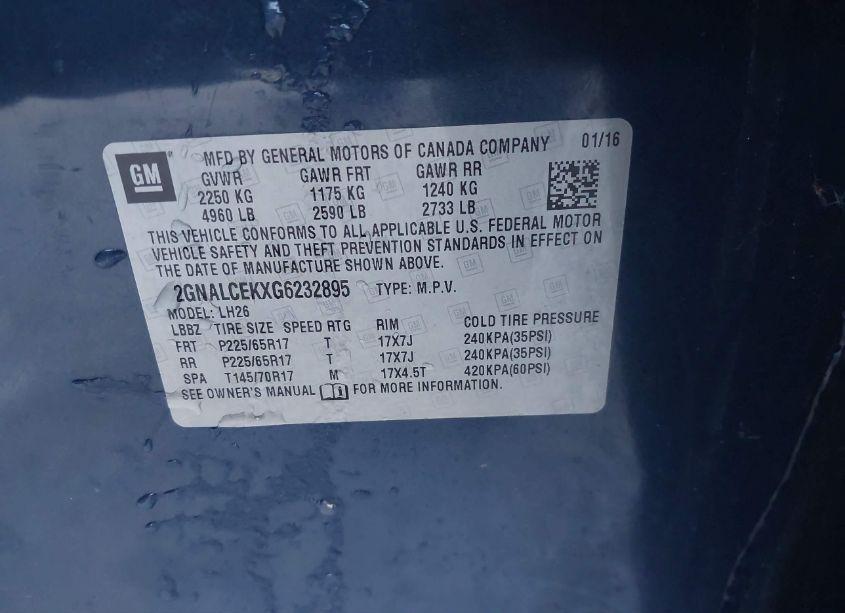 GM
MFD BY GENERAL MOTORS OF CANADA COMPANY 01/16
GVWR GAWR FRT GAWR RR
2250 KG 1175 KG 1240 KG
4960 LB 2590 LB 2733 LB
THIS VEHICLE CONFORMS TO ALL APPLICABLE U.S. FEDERAL MOTOR
VEHICLE SAFETY AND THEFT PREVENTION STANDARDS IN EFFECT ON
THE DATE OF MANUFACTURE SHOWN ABOVE.
2GNALCEKXG6232895 TYPE: M.P.V.
MODEL: LH26
LBBZ TIRE SIZE SPEED RTG RIM COLD TIRE PRESSURE
FRT P225/65R17 T 17X7J 240KPA(35PSI)
RR P225/65R17 T 17X7J 240KPA(35PSI)
SPA T145/70R17 M 17X4.5T 420KPA(60PSI)
SEE OWNER'S MANUAL FOR MORE INFORMATION.